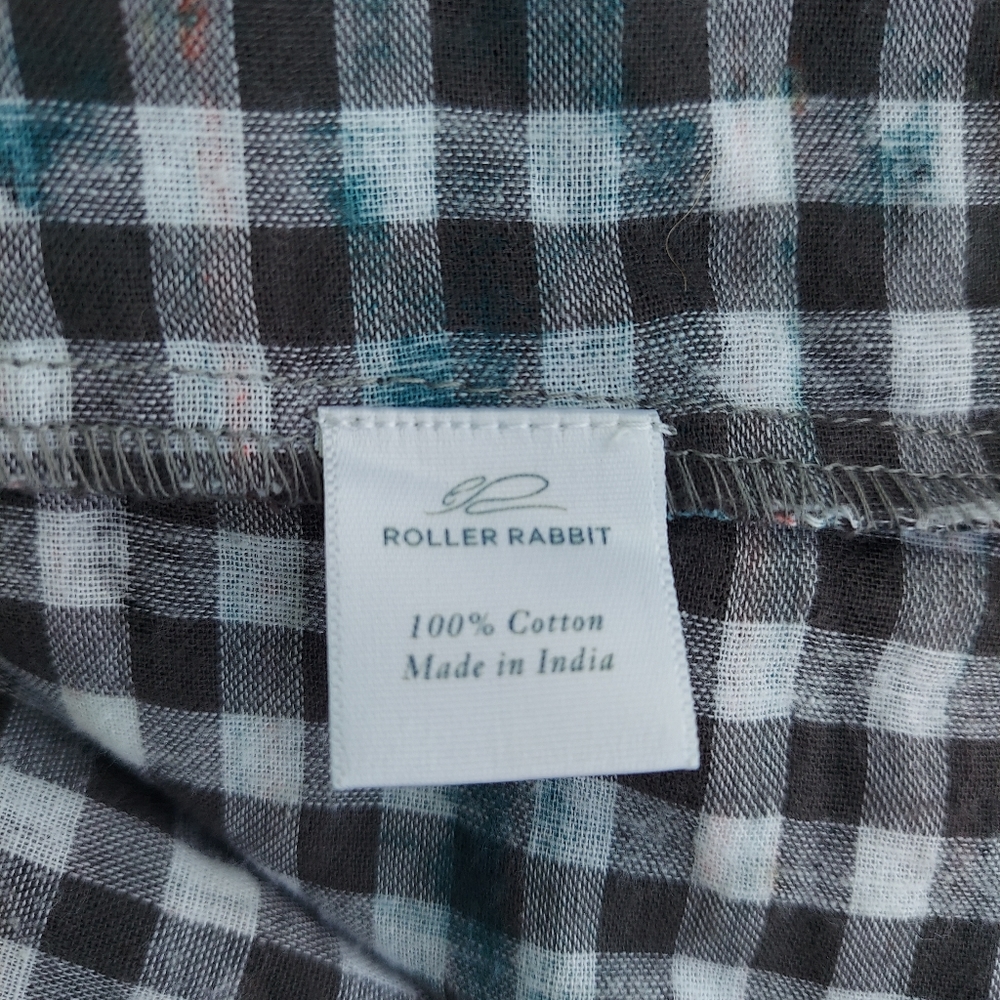 ROLLER RABBIT
100% Cotton
Made in India